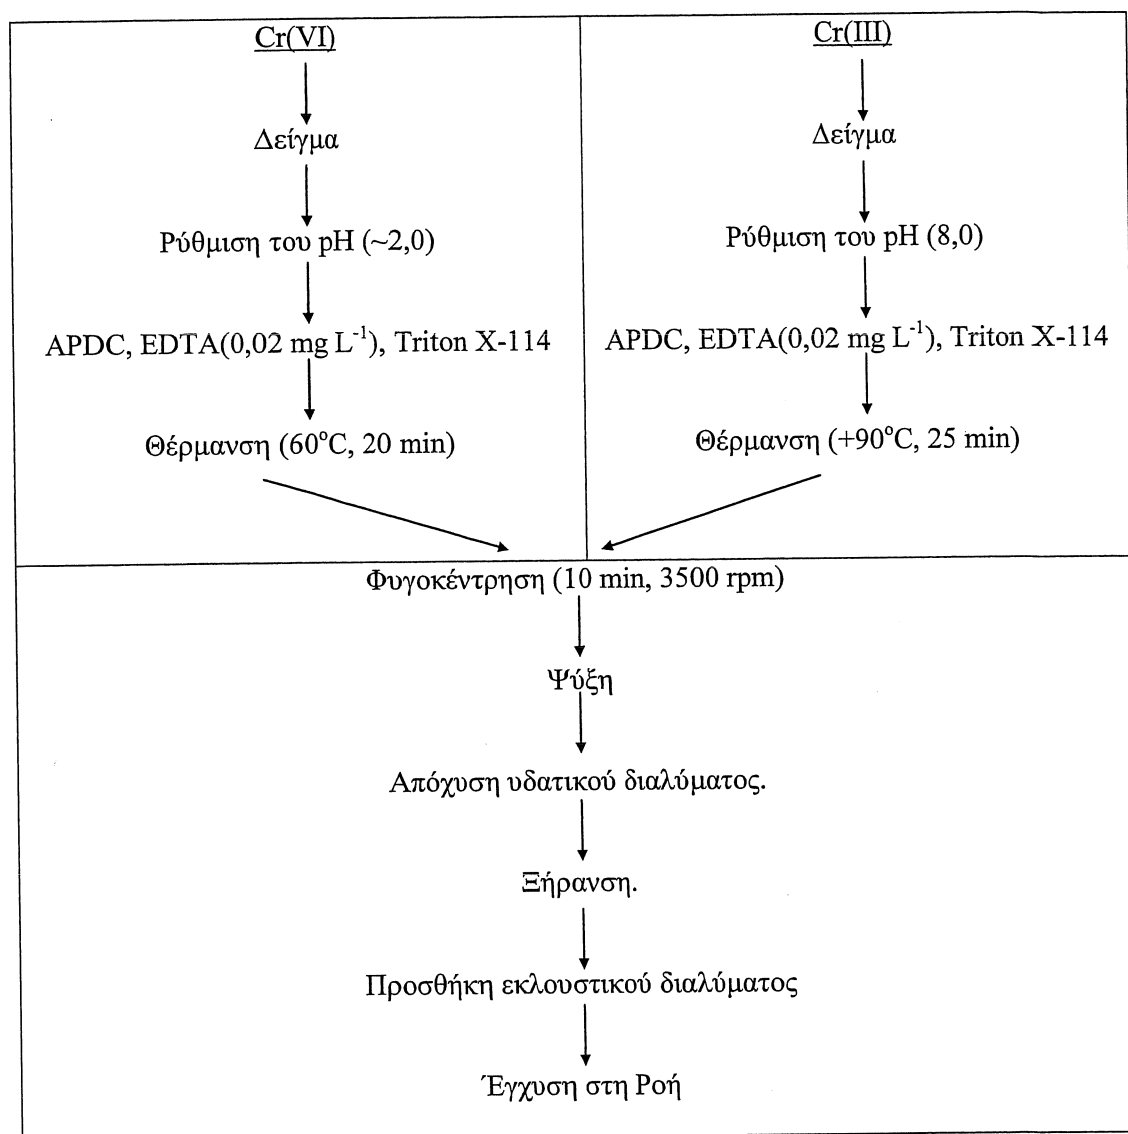 Cr(VI)
Δείγμα
Ρύθμιση του pH (~2,0)
APDC, EDTA(0,02 mg L⁻¹), Triton X-114
Θέρμανση (60°C, 20 min)
Cr(III)
Δείγμα
Ρύθμιση του pH (8,0)
APDC, EDTA(0,02 mg L⁻¹), Triton X-114
Θέρμανση (+90°C, 25 min)
Φυγοκέντρηση (10 min, 3500 rpm)
Ψύξη
Απόχυση υδατικού διαλύματος.
Ξήρανση.
Προσθήκη εκλουστικού διαλύματος
Έγχυση στη Ροή